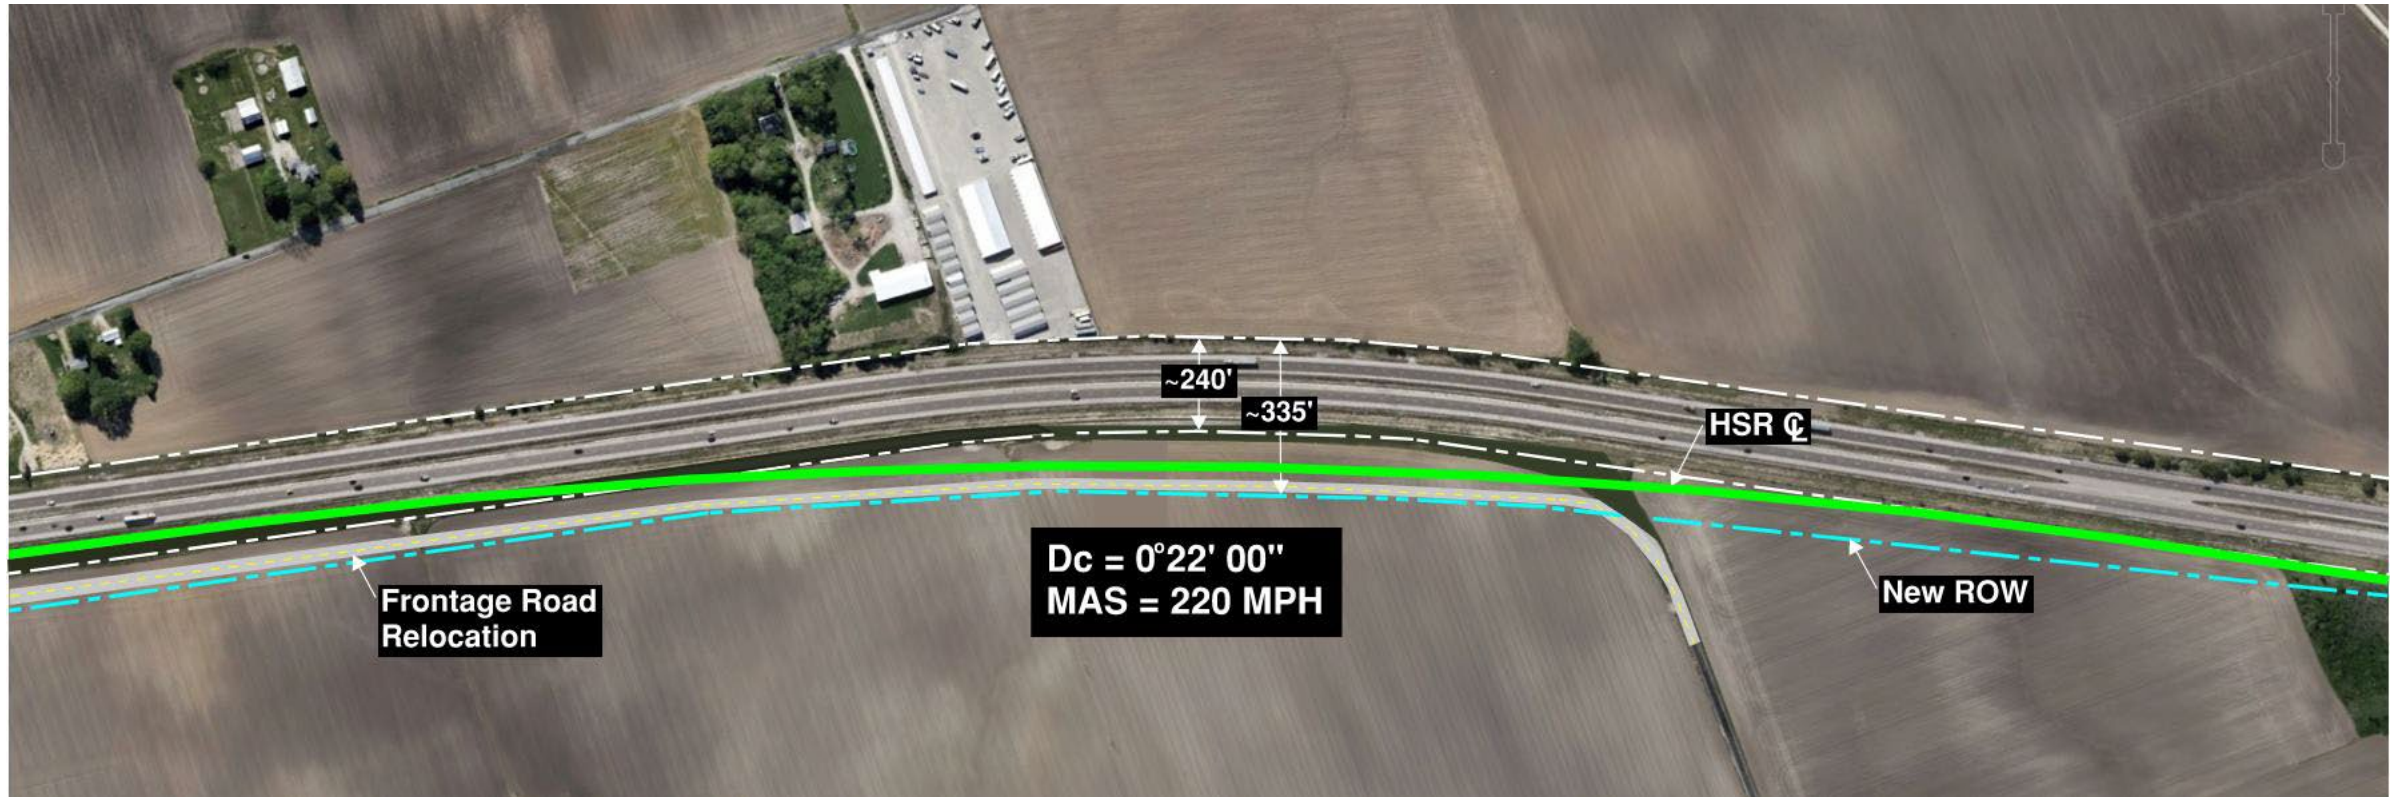 ~240'
~335'
HSR ℄
Dc = 0°22' 00"
MAS = 220 MPH
Frontage Road
Relocation
New ROW